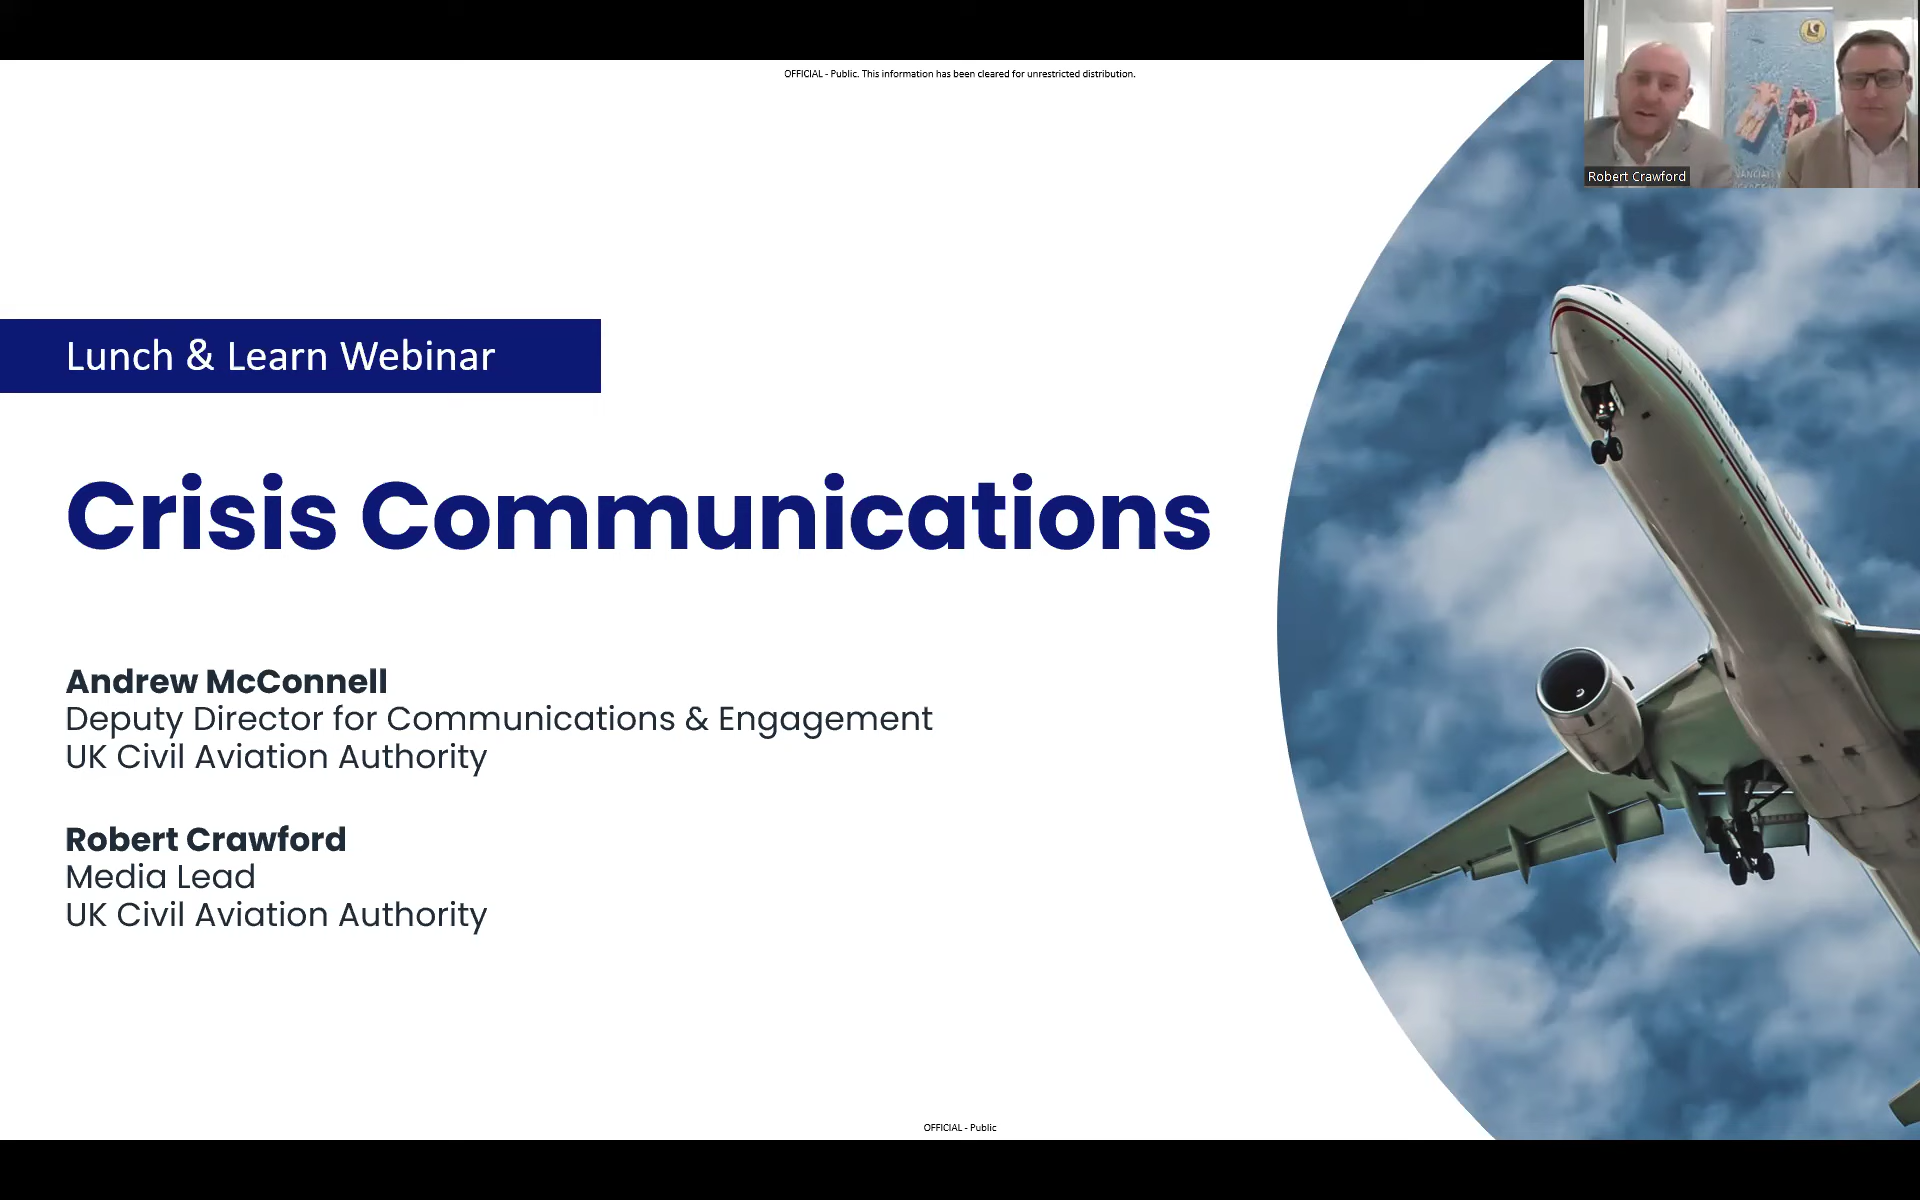 OFFICIAL - Public. This information has been cleared for unrestricted distribution.
Robert Crawford
Lunch & Learn Webinar
Crisis Communications
Andrew McConnell
Deputy Director for Communications & Engagement
UK Civil Aviation Authority
Robert Crawford
Media Lead
UK Civil Aviation Authority
OFFICIAL - Public